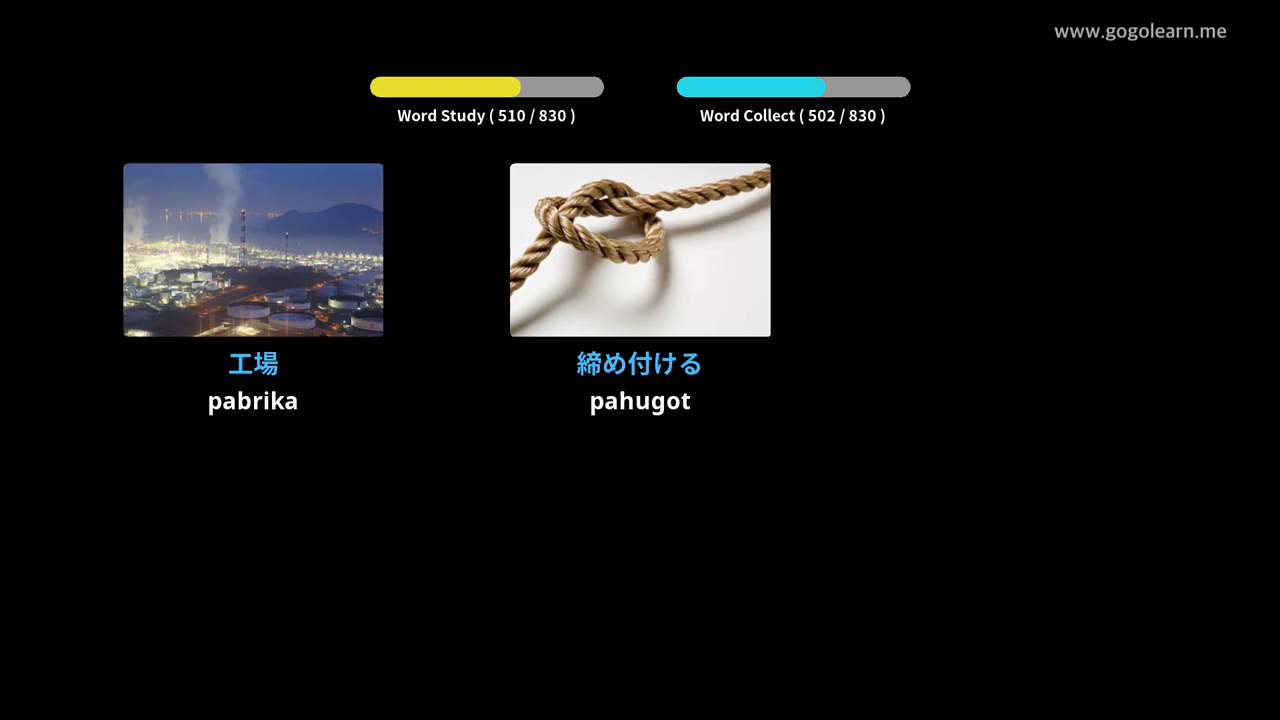 www.gogolearn.me
Word Study ( 510 / 830 )
Word Collect ( 502 / 830 )
工場
pabrika
締め付ける
pahugot